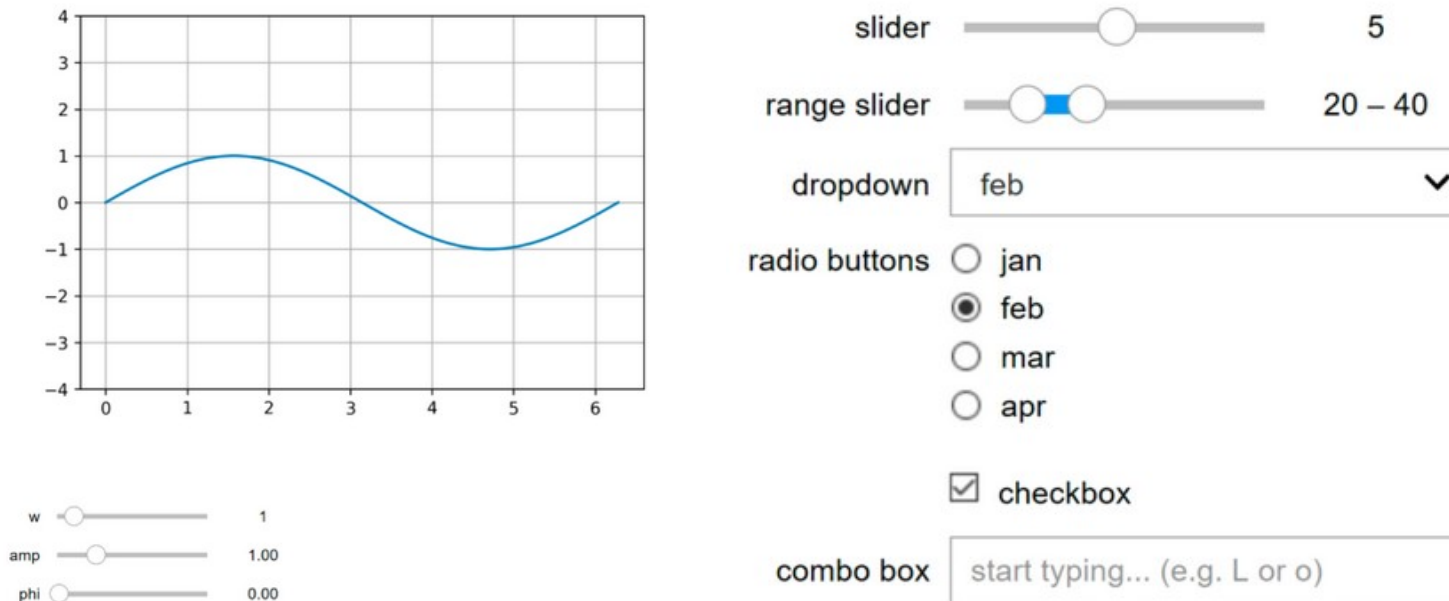 4
3
2
1
0
−1
−2
−3
−4
0 1 2 3 4 5 6
w 1
amp 1.00
phi 0.00
slider 5
range slider 20 – 40
dropdown feb
radio buttons jan
feb
mar
apr
checkbox
combo box start typing... (e.g. L or o)